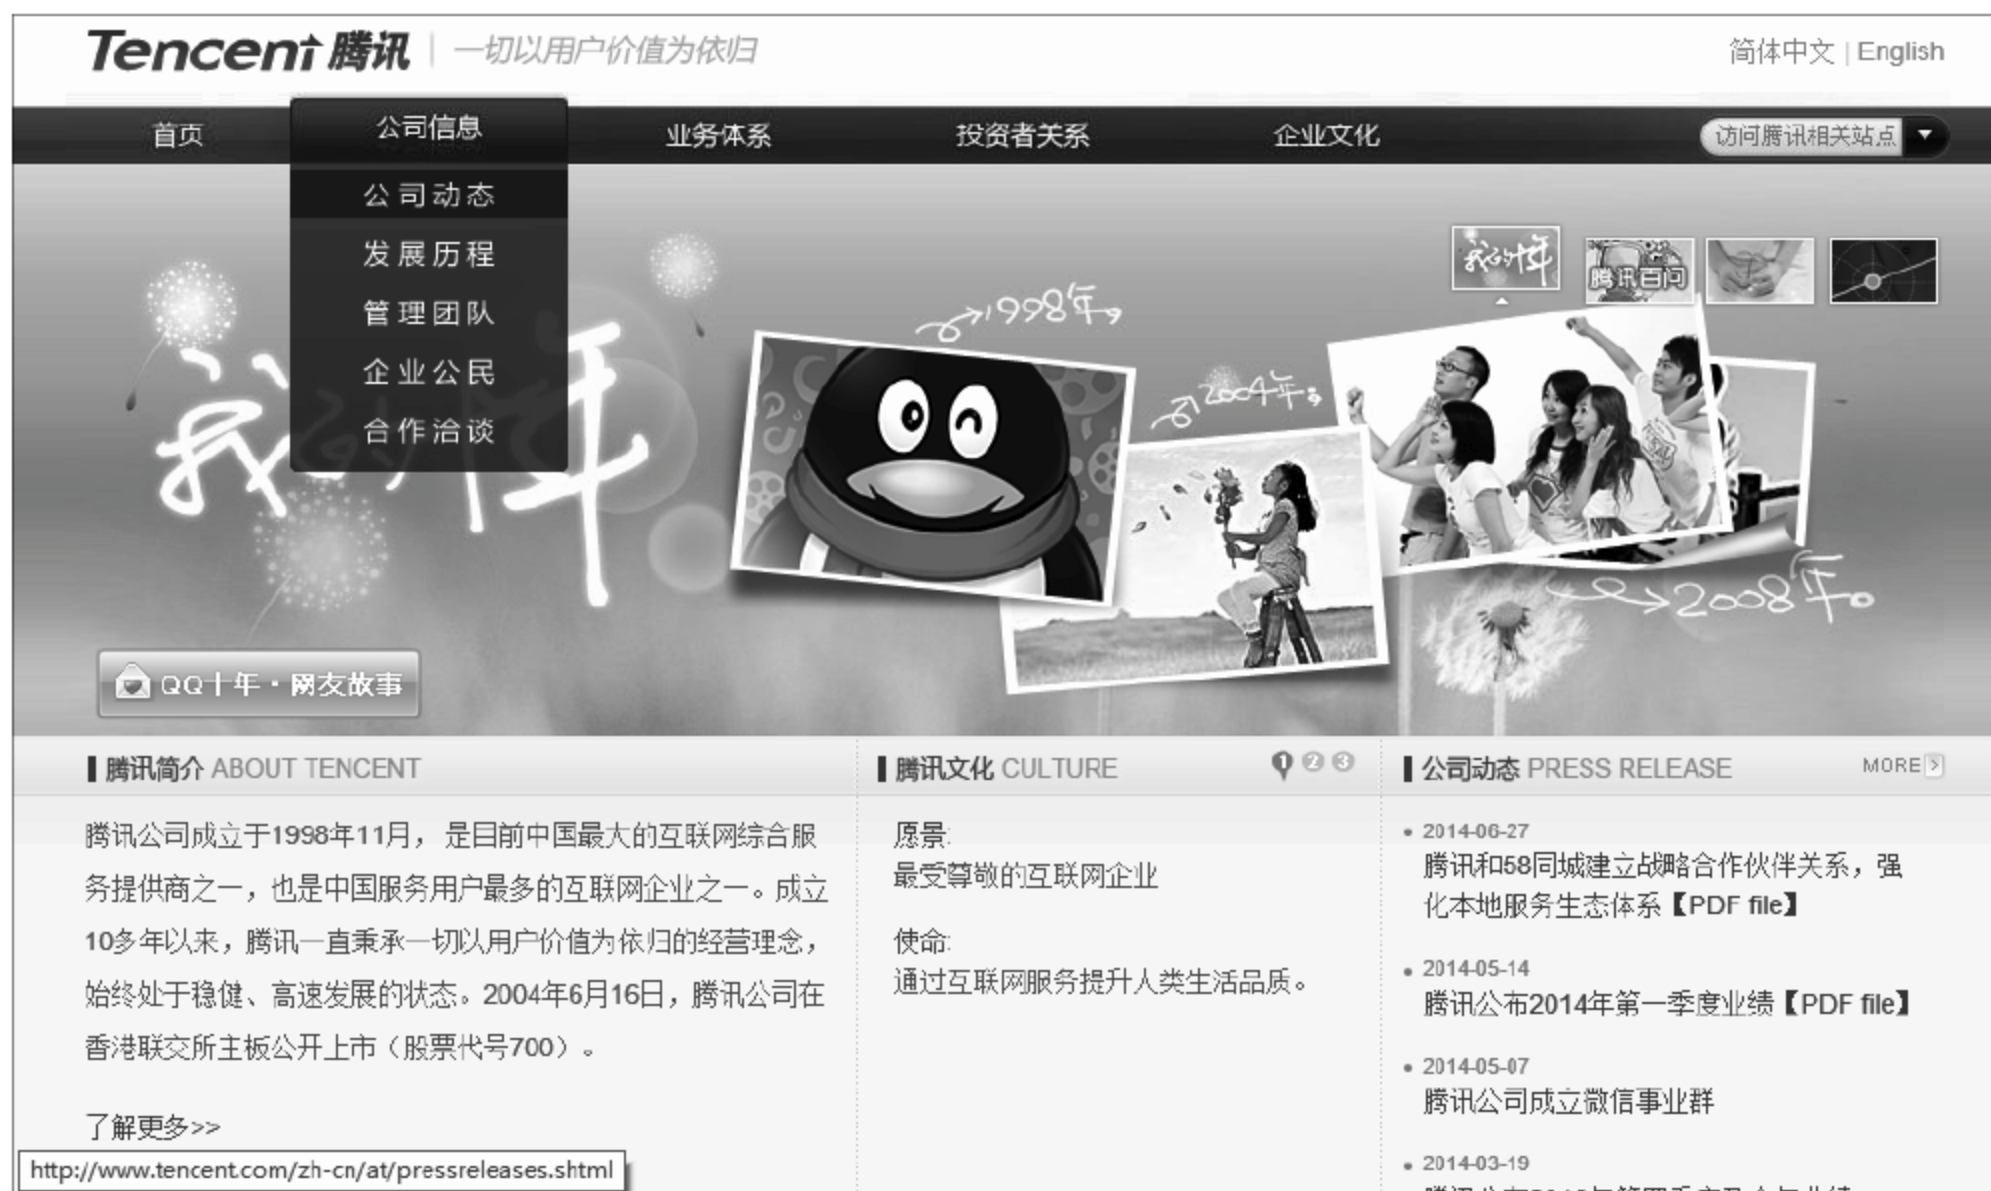 Tencent 腾讯 | 一切以用户价值为依归
简体中文 | English
首页 公司信息 业务体系 投资者关系 企业文化 访问腾讯相关站点
公司动态
发展历程
管理团队
企业公民
合作洽谈
我的十年
腾讯百问
1998年
2004年
我的十年
2008年
QQ十年·网友故事
腾讯简介 ABOUT TENCENT
腾讯公司成立于1998年11月，是目前中国最大的互联网综合服
务提供商之一，也是中国服务用户最多的互联网企业之一。成立
10多年以来，腾讯一直秉承一切以用户价值为依归的经营理念，
始终处于稳健、高速发展的状态。2004年6月16日，腾讯公司在
香港联交所主板公开上市（股票代号700）。
了解更多>>
腾讯文化 CULTURE
1 2 3
愿景:
最受尊敬的互联网企业
使命:
通过互联网服务提升人类生活品质。
公司动态 PRESS RELEASE
MORE
2014-06-27
腾讯和58同城建立战略合作伙伴关系，强
化本地服务生态体系【PDF file】
2014-05-14
腾讯公布2014年第一季度业绩【PDF file】
2014-05-07
腾讯公司成立微信事业群
2014-03-19
http://www.tencent.com/zh-cn/at/pressreleases.shtml